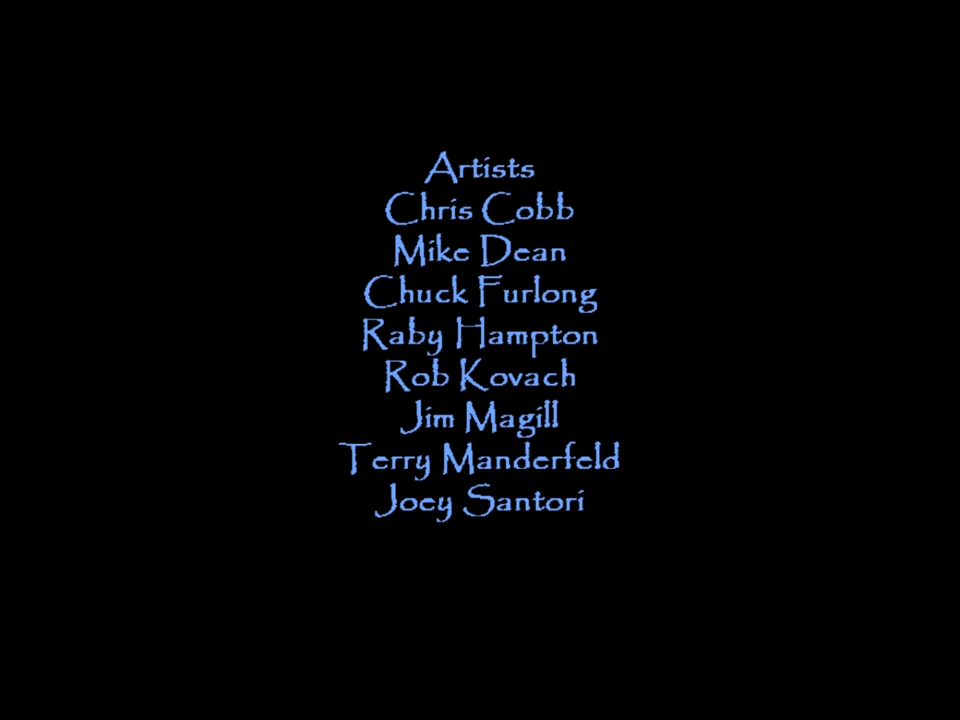 Artists
Chris Cobb
Mike Dean
Chuck Furlong
Raby Hampton
Rob Kovach
Jim Magill
Terry Manderfeld
Joey Santori